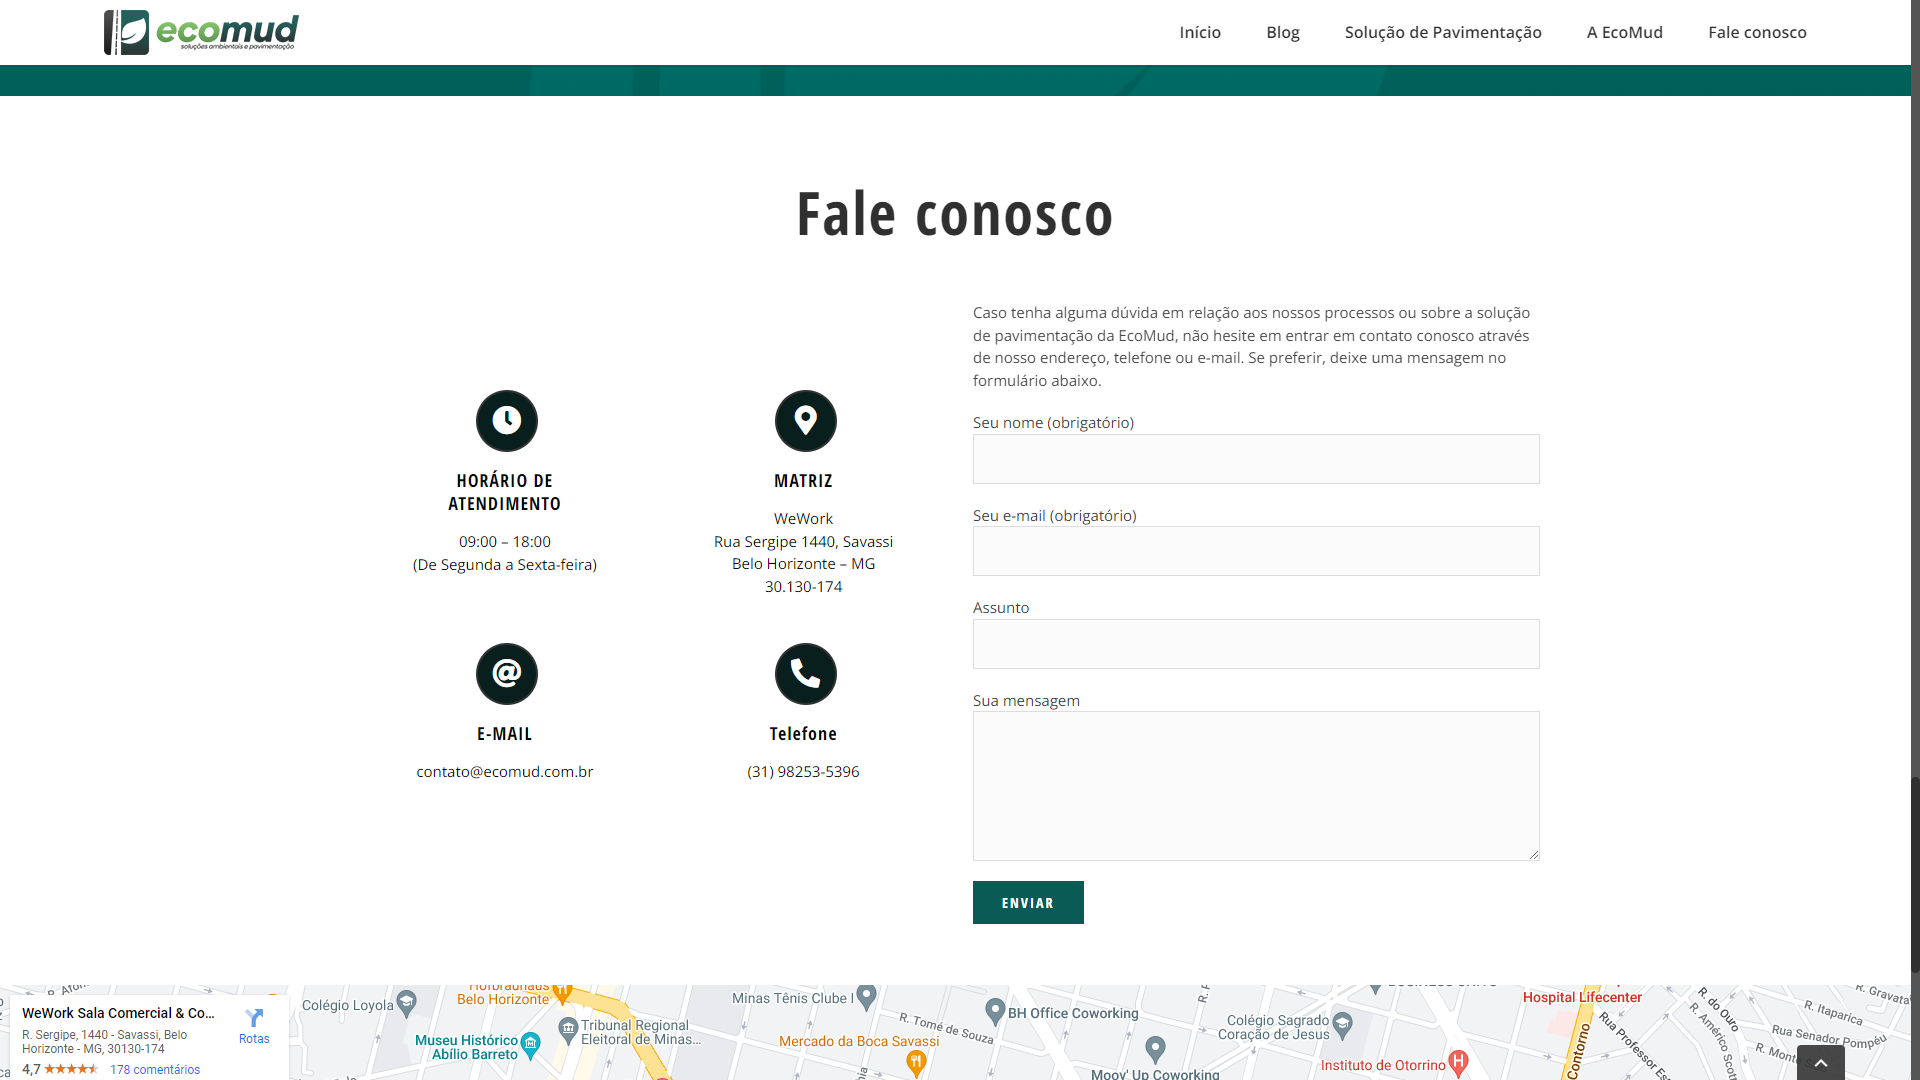 ecomud
soluções ambientais e pavimentação
Início
Blog
Solução de Pavimentação
A EcoMud
Fale conosco
Fale conosco
HORÁRIO DE
ATENDIMENTO
09:00 – 18:00
(De Segunda a Sexta-feira)
MATRIZ
WeWork
Rua Sergipe 1440, Savassi
Belo Horizonte – MG
30.130-174
E-MAIL
contato@ecomud.com.br
Telefone
(31) 98253-5396
Caso tenha alguma dúvida em relação aos nossos processos ou sobre a solução
de pavimentação da EcoMud, não hesite em entrar em contato conosco através
de nosso endereço, telefone ou e-mail. Se preferir, deixe uma mensagem no
formulário abaixo.
Seu nome (obrigatório)
Seu e-mail (obrigatório)
Assunto
Sua mensagem
ENVIAR
WeWork Sala Comercial & Co...
R. Sergipe, 1440 - Savassi, Belo
Horizonte - MG, 30130-174
4,7
178 comentários
Rotas
Colégio Loyola
Hofbräuhaus
Belo Horizonte
Museu Histórico
Abílio Barreto
Tribunal Regional
Eleitoral de Minas...
Minas Tênis Clube I
Mercado da Boca Savassi
R. Tomé de Souza
BH Office Coworking
Moov' Up Coworking
Colégio Sagrado
Coração de Jesus
Instituto de Otorrino
Hospital Lifecenter
Contorno
R. do Ouro
R. Américo Scott
Rua Professor Es
R. Itaparica
R. Gravata
Rua Senador Pompéu
R. Monte